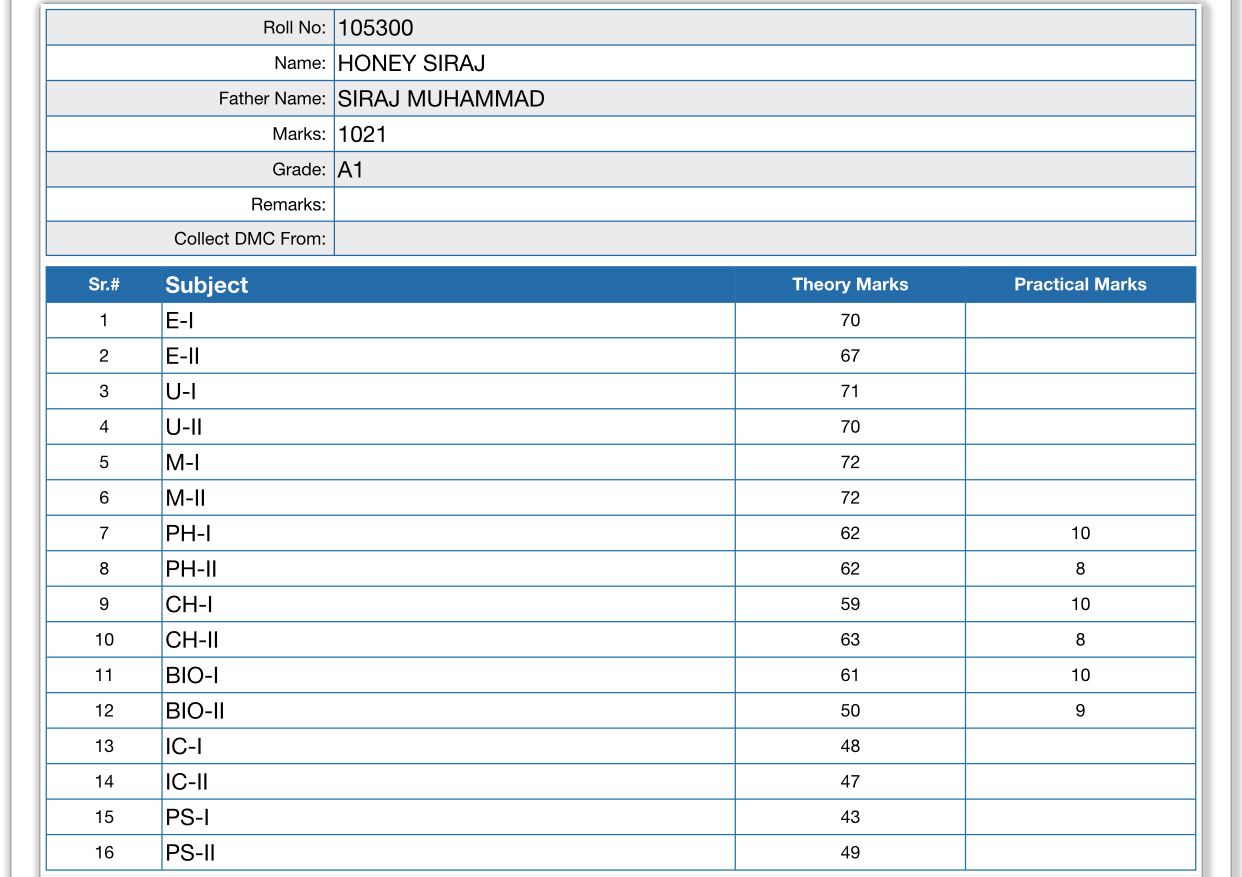 Roll No: 105300
Name: HONEY SIRAJ
Father Name: SIRAJ MUHAMMAD
Marks: 1021
Grade: A1
Remarks:
Collect DMC From:
Sr.# Subject Theory Marks Practical Marks
1 E-I 70
2 E-II 67
3 U-I 71
4 U-II 70
5 M-I 72
6 M-II 72
7 PH-I 62 10
8 PH-II 62 8
9 CH-I 59 10
10 CH-II 63 8
11 BIO-I 61 10
12 BIO-II 50 9
13 IC-I 48
14 IC-II 47
15 PS-I 43
16 PS-II 49